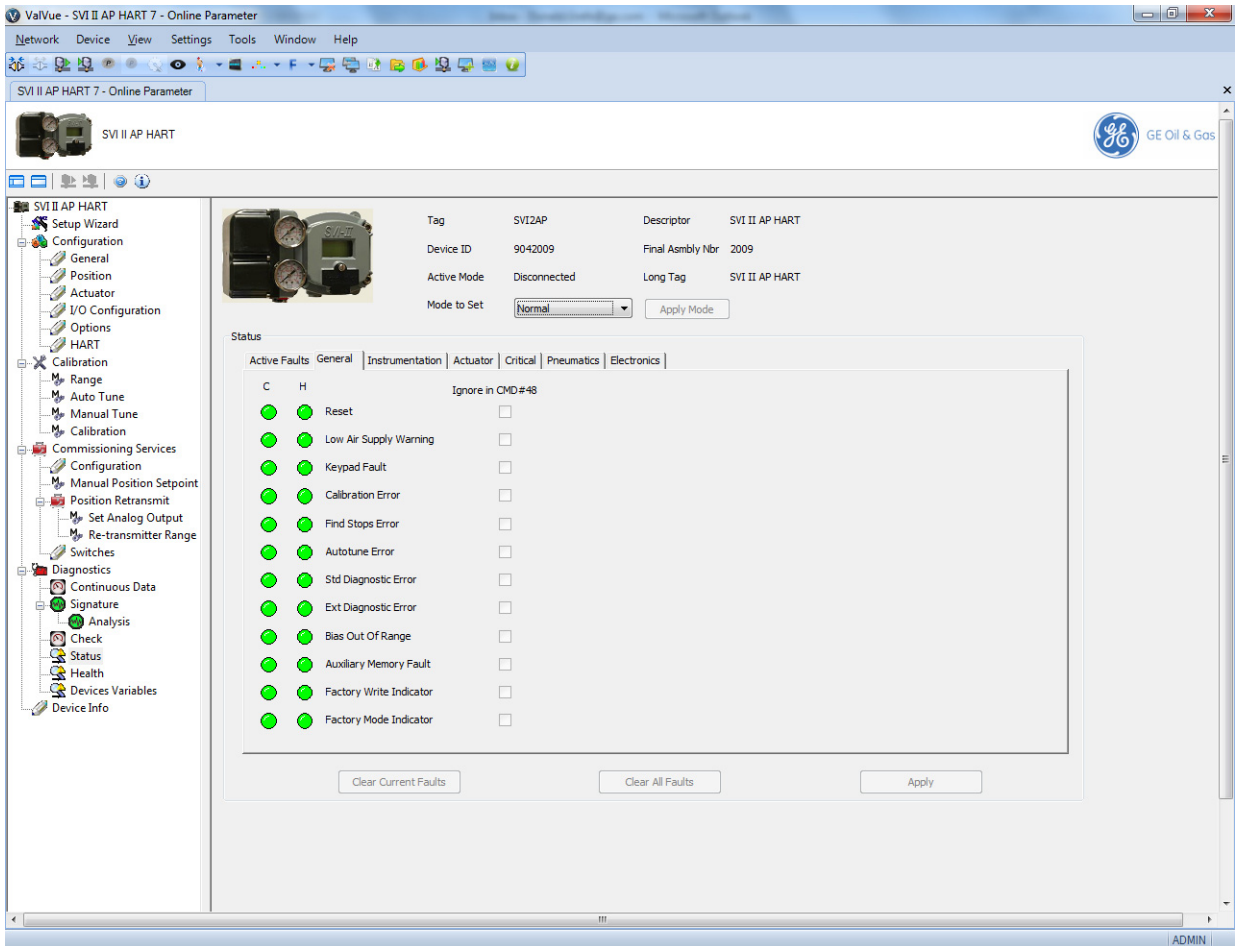 ValVue - SVI II AP HART 7 - Online Parameter
Network Device View Settings Tools Window Help
SVI II AP HART 7 - Online Parameter
SVI II AP HART
GE Oil & Gas
SVI II AP HART
Setup Wizard
Configuration
General
Position
Actuator
I/O Configuration
Options
HART
Calibration
Range
Auto Tune
Manual Tune
Calibration
Commissioning Services
Configuration
Manual Position Setpoint
Position Retransmit
Set Analog Output
Re-transmitter Range
Switches
Diagnostics
Continuous Data
Signature
Analysis
Check
Status
Health
Devices Variables
Device Info
SVI-II
Tag SVI2AP Descriptor SVI II AP HART
Device ID 9042009 Final Asmbly Nbr 2009
Active Mode Disconnected Long Tag SVI II AP HART
Mode to Set Normal Apply Mode
Status
Active Faults General Instrumentation Actuator Critical Pneumatics Electronics
C H Ignore in CMD#48
Reset
Low Air Supply Warning
Keypad Fault
Calibration Error
Find Stops Error
Autotune Error
Std Diagnostic Error
Ext Diagnostic Error
Bias Out Of Range
Auxiliary Memory Fault
Factory Write Indicator
Factory Mode Indicator
Clear Current Faults Clear All Faults Apply
ADMIN